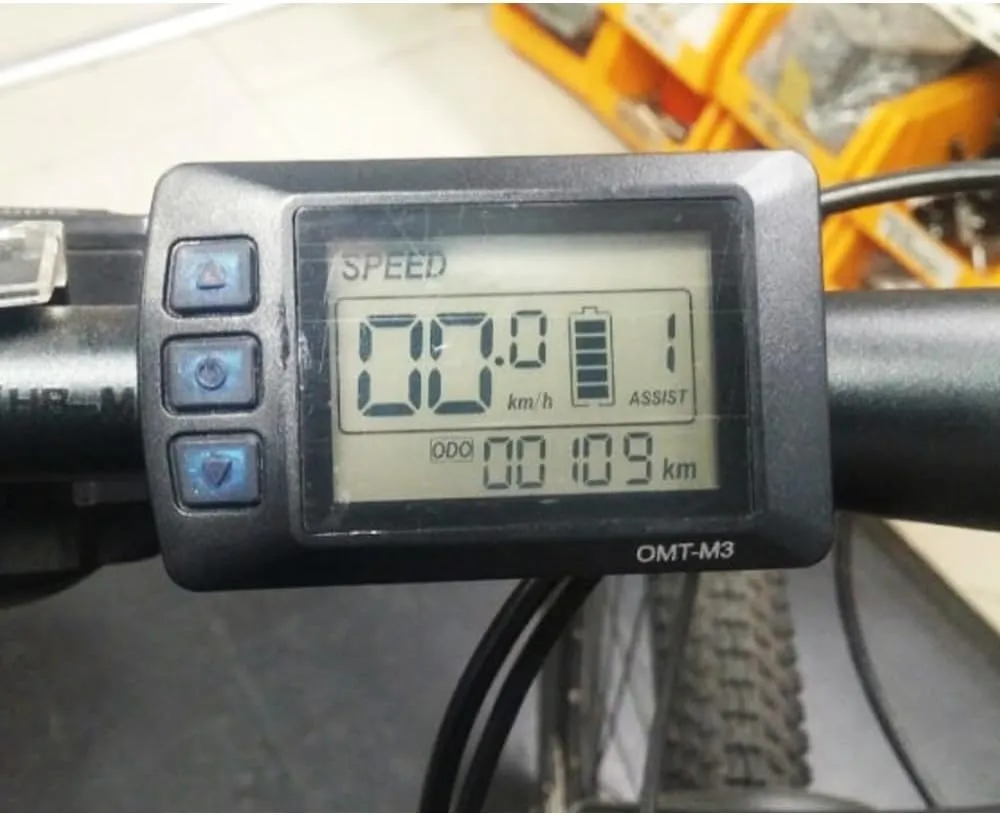 SPEED
00.0 km/h 1 ASSIST
ODO 00109 km
OMT-M3